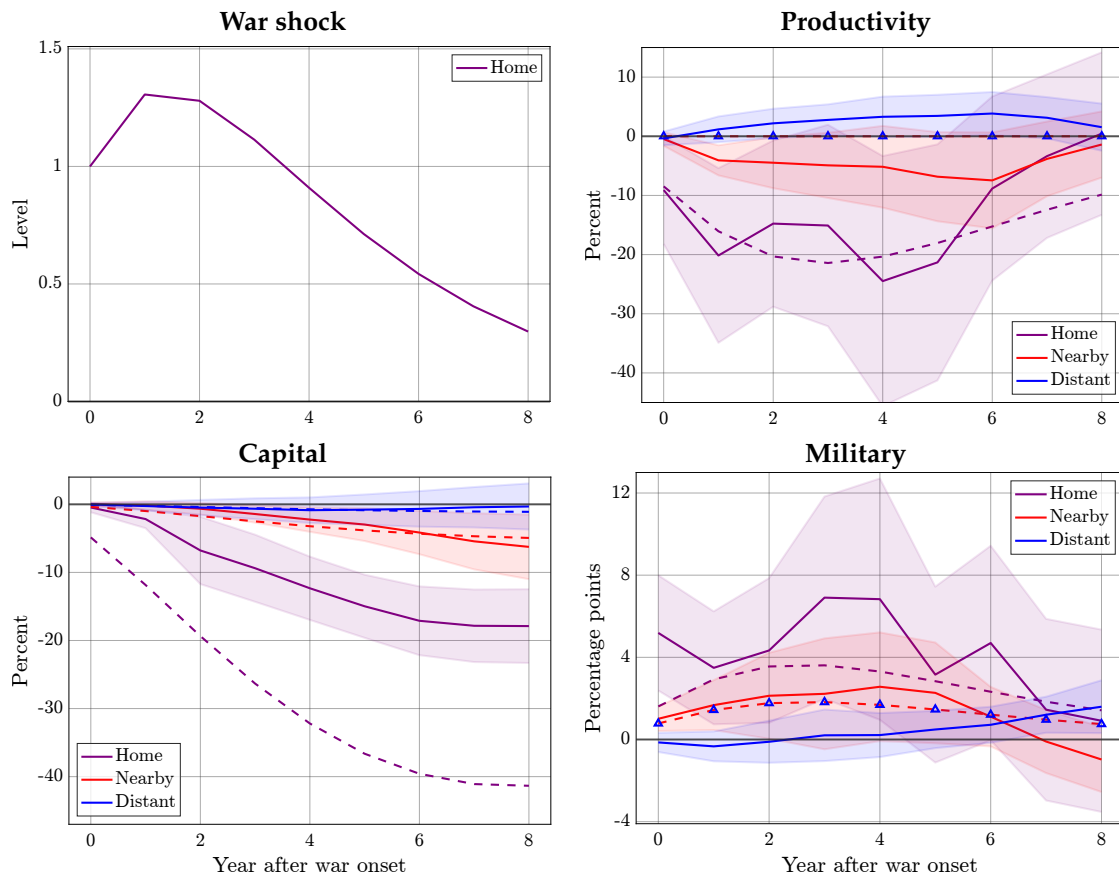 War shock
1.5
1
0.5
0
Level
0 2 4 6 8
Home
Productivity
10
0
-10
-20
-30
-40
Percent
0 2 4 6 8
Home
Nearby
Distant
Capital
0
-10
-20
-30
-40
Percent
0 2 4 6 8
Year after war onset
Home
Nearby
Distant
Military
12
8
4
0
-4
Percentage points
0 2 4 6 8
Year after war onset
Home
Nearby
Distant